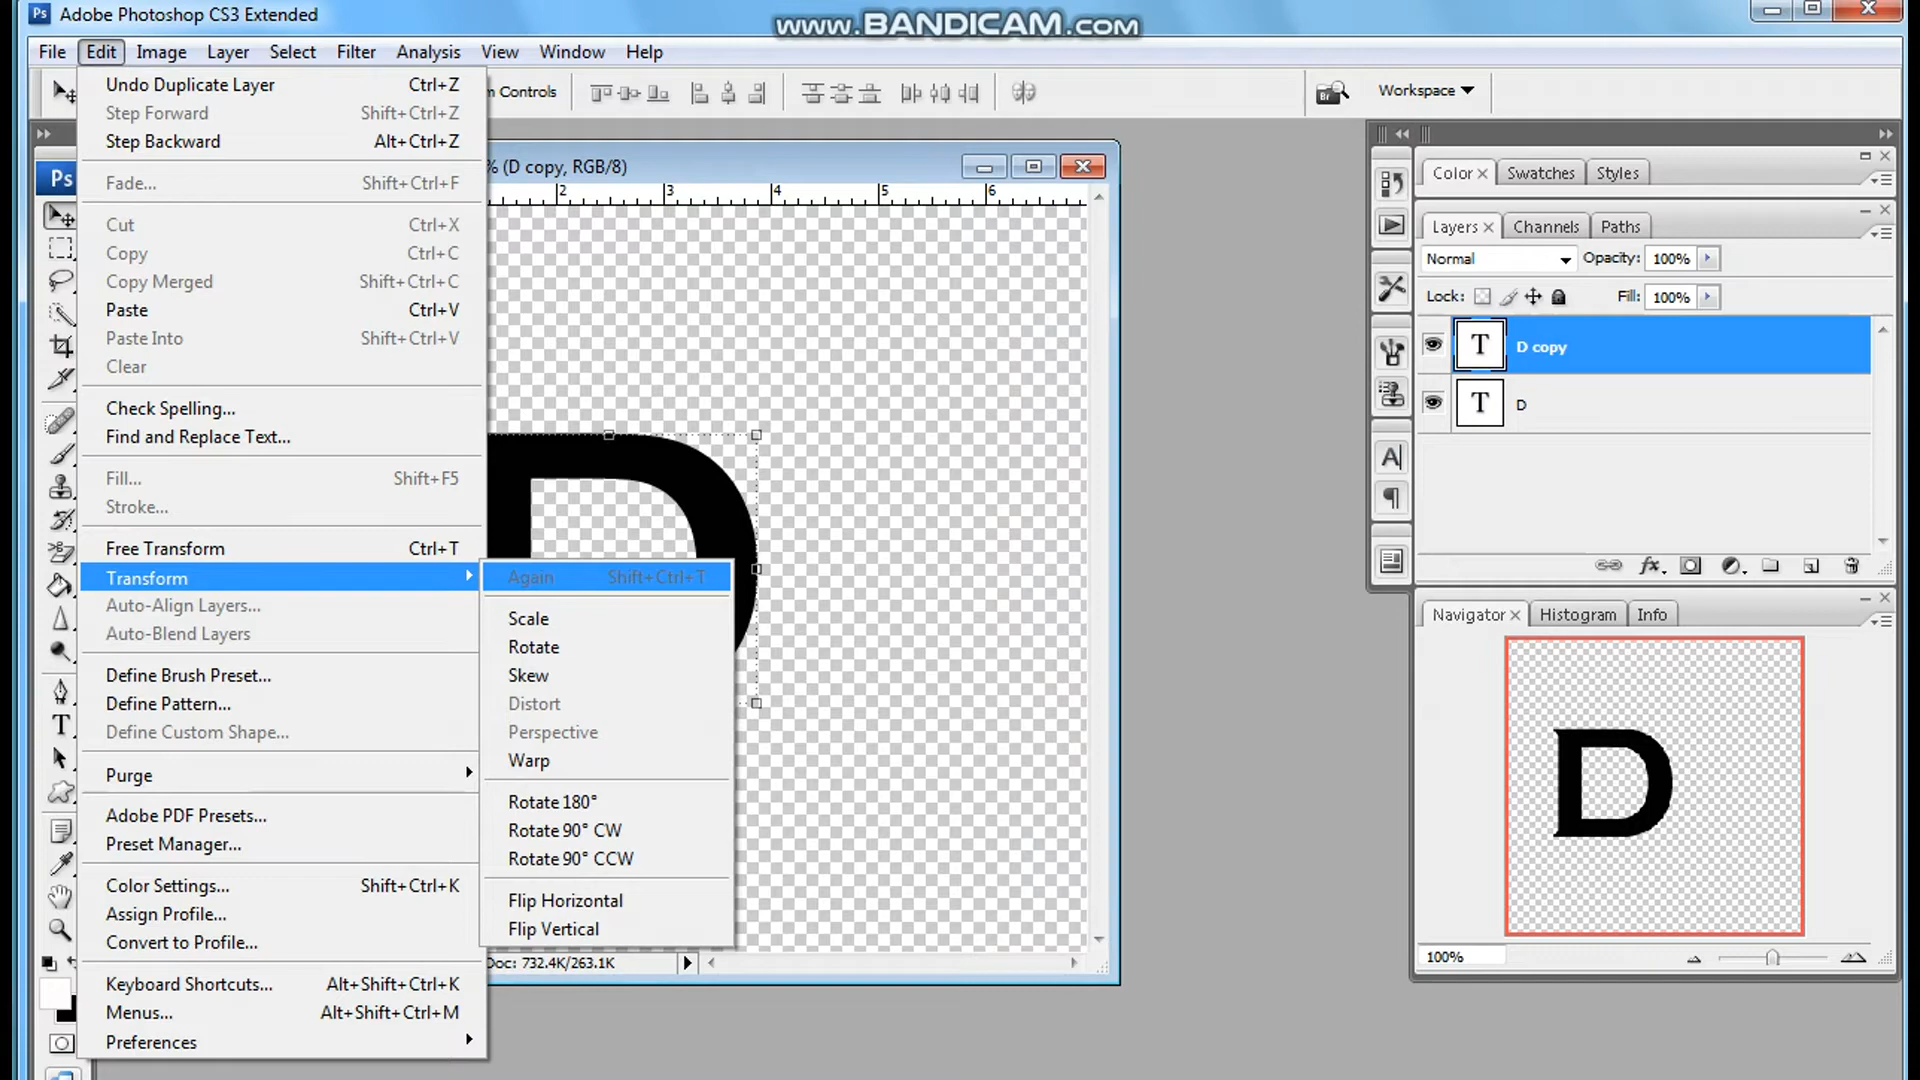 Adobe Photoshop CS3 Extended
www.BANDICAM.com
File Edit Image Layer Select Filter Analysis View Window Help
Controls
Workspace
Undo Duplicate Layer Ctrl+Z
Step Forward Shift+Ctrl+Z
Step Backward Alt+Ctrl+Z
Fade... Shift+Ctrl+F
Cut Ctrl+X
Copy Ctrl+C
Copy Merged Shift+Ctrl+C
Paste Ctrl+V
Paste Into Shift+Ctrl+V
Clear
Check Spelling...
Find and Replace Text...
Fill... Shift+F5
Stroke...
Free Transform Ctrl+T
Transform
Auto-Align Layers...
Auto-Blend Layers
Define Brush Preset...
Define Pattern...
Define Custom Shape...
Purge
Adobe PDF Presets...
Preset Manager...
Color Settings... Shift+Ctrl+K
Assign Profile...
Convert to Profile...
Keyboard Shortcuts... Alt+Shift+Ctrl+K
Menus... Alt+Shift+Ctrl+M
Preferences
Again Shift+Ctrl+T
Scale
Rotate
Skew
Distort
Perspective
Warp
Rotate 180°
Rotate 90° CW
Rotate 90° CCW
Flip Horizontal
Flip Vertical
Ps
T
% (D copy, RGB/8)
2 3 4 5 6
D
Doc: 732.4K/263.1K
Br
A
Color Swatches Styles
Layers Channels Paths
Normal Opacity: 100%
Lock: Fill: 100%
T D copy
T D
fx
Navigator Histogram Info
D
100%